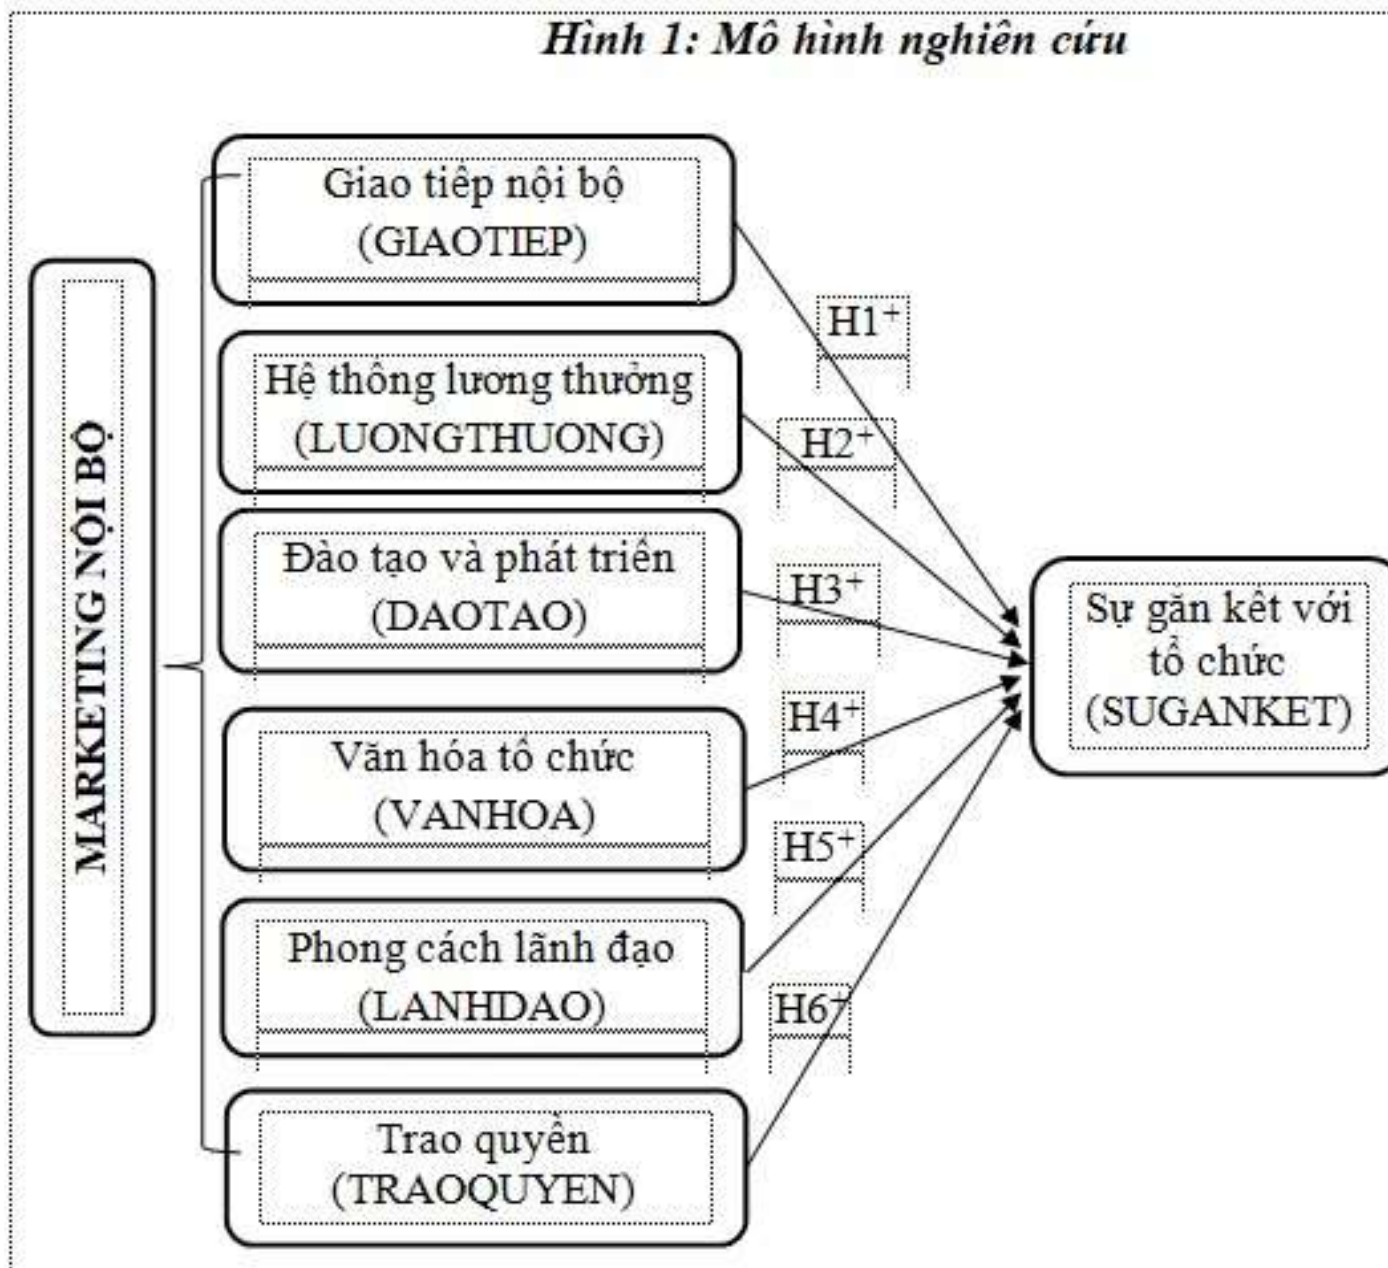 Hình 1: Mô hình nghiên cứu
MARKETING NỘI BỘ
Giao tiếp nội bộ
(GIAOTIEP)
Hệ thống lương thưởng
(LUONGTHUONG)
Đào tạo và phát triển
(DAOTAO)
Văn hóa tổ chức
(VANHOA)
Phong cách lãnh đạo
(LANHDAO)
Trao quyền
(TRAOQUYEN)
H1⁺
H2⁺
H3⁺
H4⁺
H5⁺
H6⁺
Sự gắn kết với
tổ chức
(SUGANKET)